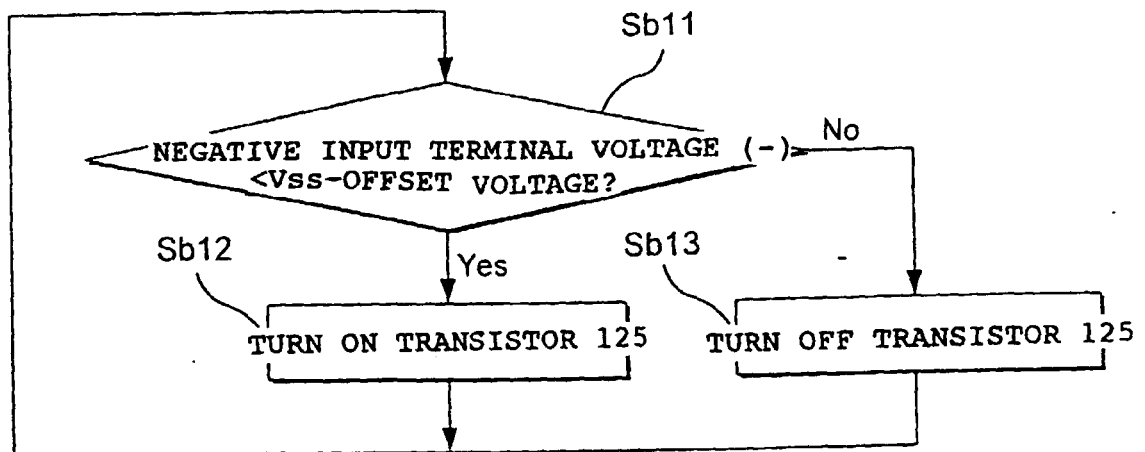 Sb11
NEGATIVE INPUT TERMINAL VOLTAGE (-)
<Vss-OFFSET VOLTAGE?
No
Sb12
Yes
Sb13
TURN ON TRANSISTOR 125
TURN OFF TRANSISTOR 125